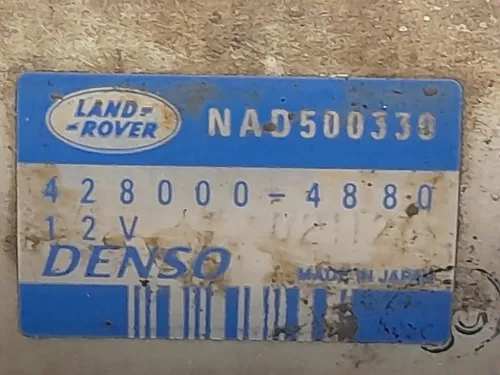 LAND-
-ROVER
NAD500330
428000-4880
12V
DENSO
MADE IN JAPAN